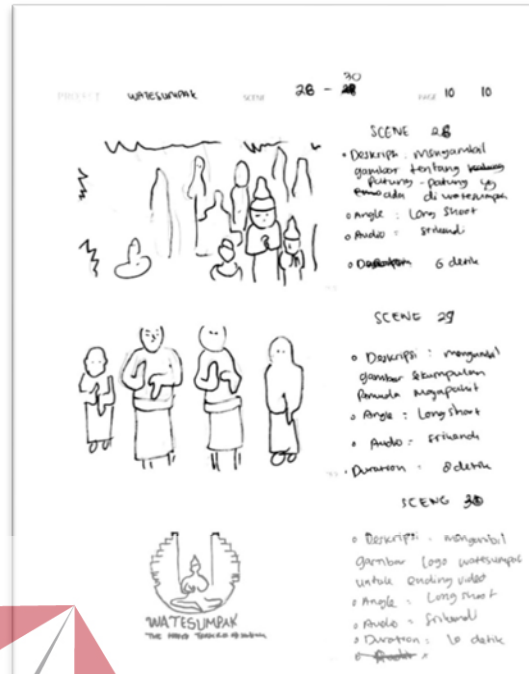 PROJECT WATESUMPAK SCENE 28 - 30 PAGE 10 10
SCENE 28
Deskripsi : mengambil
gambar tentang
Patung - patung yg
ada di watesumpak
Angle : Long Shoot
Audio : Srikandi
6 detik
SCENE 29
Deskripsi : mengambil
gambar sekumpulan
Pemuda Mojopahit
Angle : Long shoot
Audio : Srikandi
Duration : 8 detik
SCENE 30
Deskripsi : mengambil
gambar logo watesumpak
untuk ending video
Angle : Long shoot
Audio : Srikandi
Duration : 10 detik
WATESUMPAK
THE